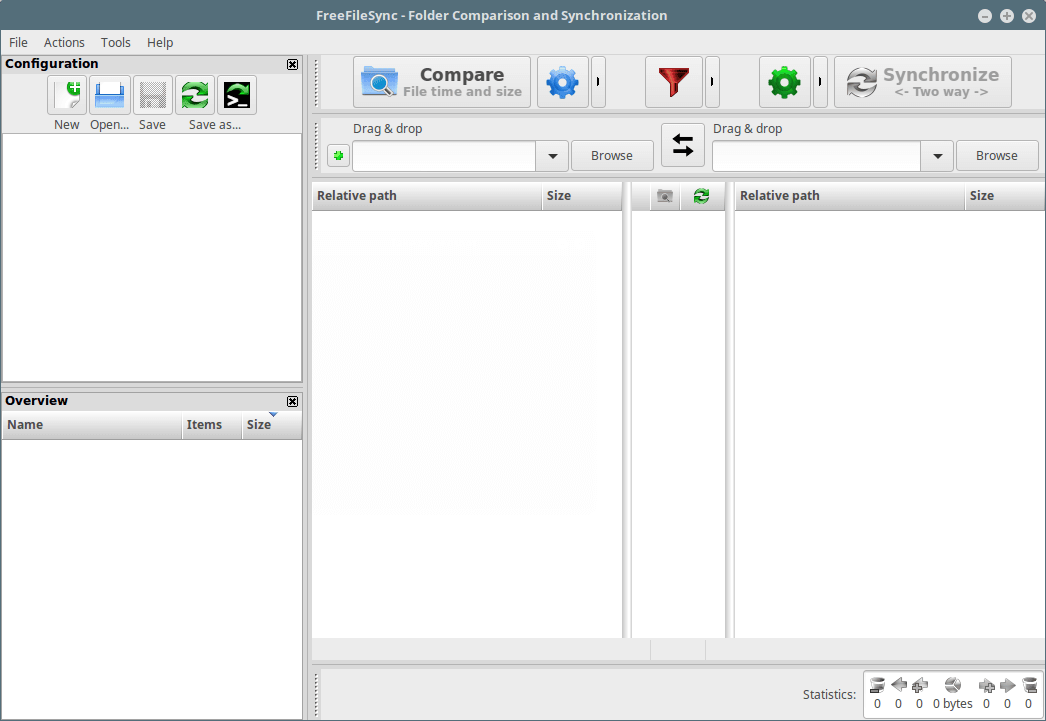 FreeFileSync - Folder Comparison and Synchronization
File Actions Tools Help
Configuration
New Open... Save Save as...
Compare
File time and size
Synchronize
<- Two way ->
Drag & drop
Browse
Drag & drop
Browse
Overview
Name Items Size
Relative path Size
Relative path Size
Statistics:
0 0 0 0 bytes 0 0 0